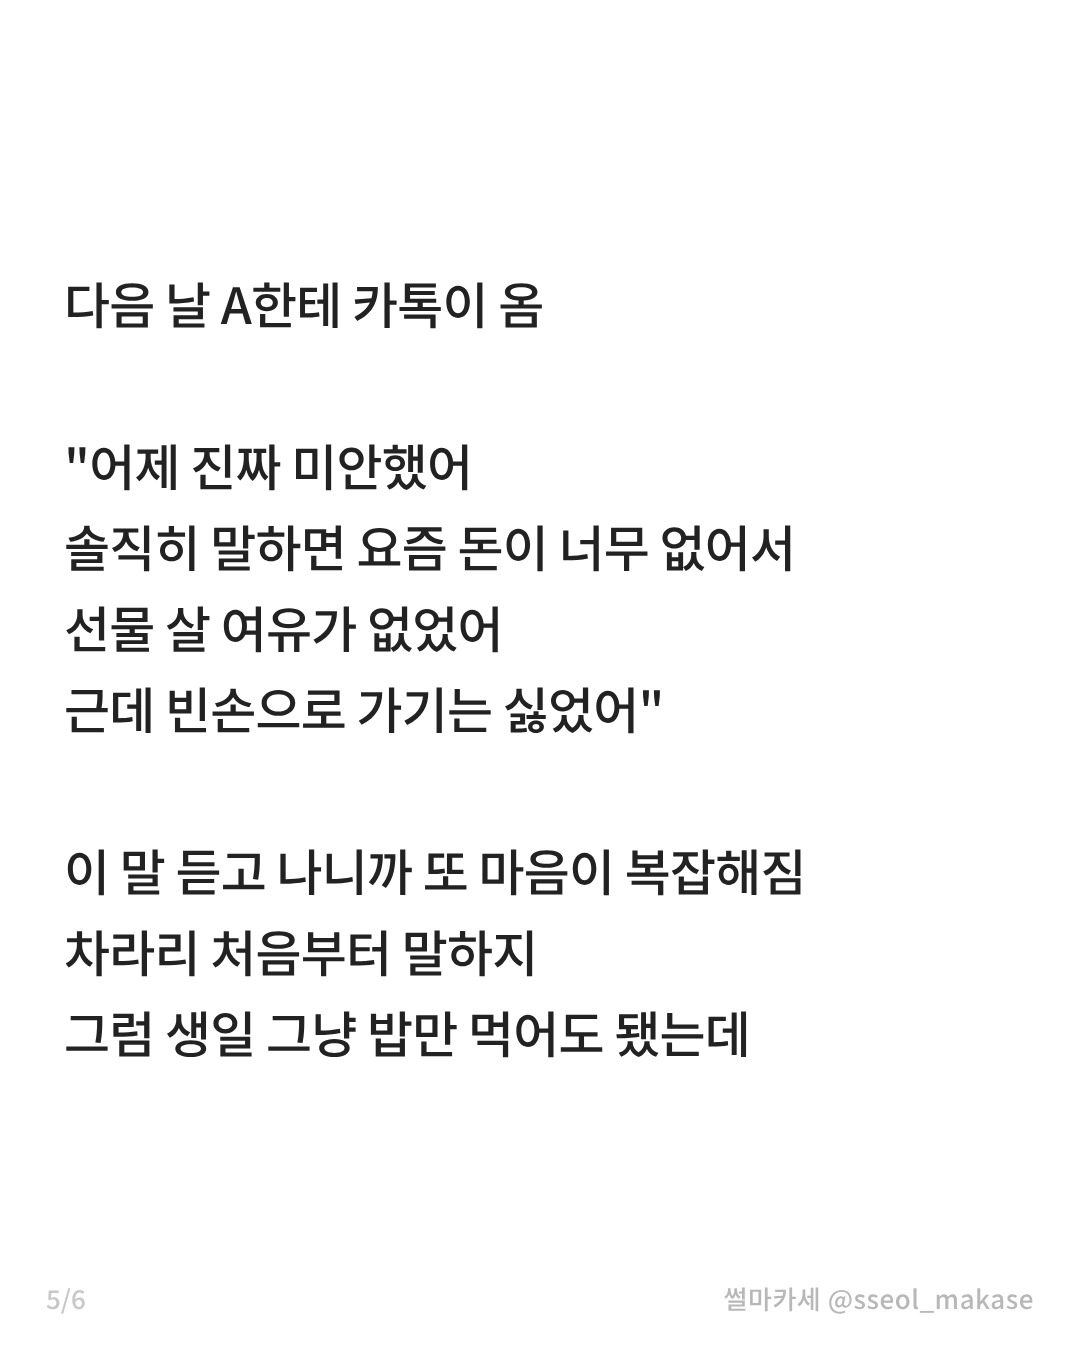 다음 날 A한테 카톡이 옴
"어제 진짜 미안했어
솔직히 말하면 요즘 돈이 너무 없어서
선물 살 여유가 없었어
근데 빈손으로 가기는 싫었어"
이 말 듣고 나니까 또 마음이 복잡해짐
차라리 처음부터 말하지
그럼 생일 그냥 밥만 먹어도 됐는데
5/6
썰마카세 @sseol_makase